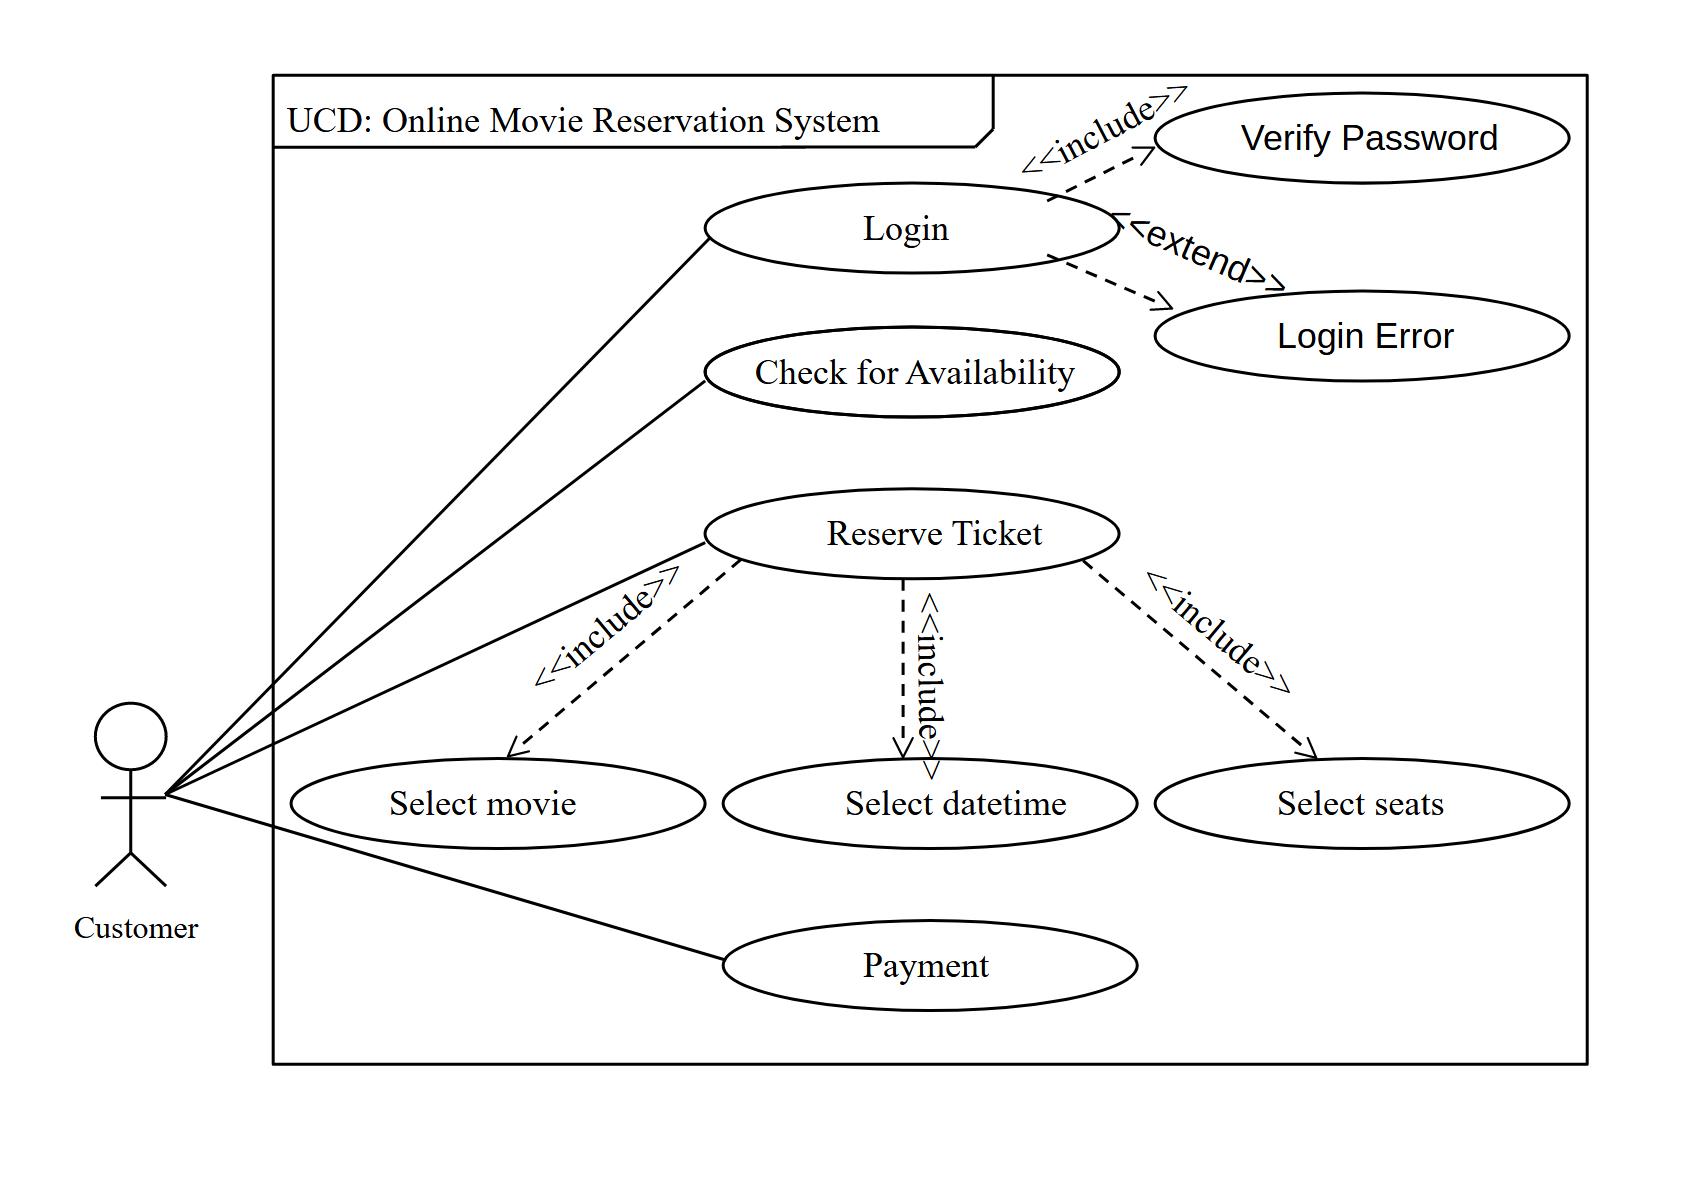 UCD: Online Movie Reservation System
<<include>>
Verify Password
Login
<<extend>>
Login Error
Check for Availability
Reserve Ticket
<<include>>
<<include>>
<<include>>
Select movie
Select datetime
Select seats
Customer
Payment